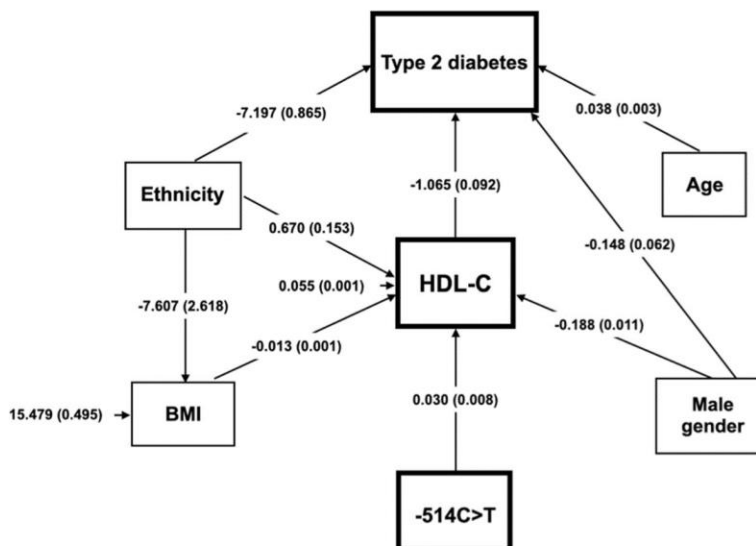 Type 2 diabetes
-7.197 (0.865)
0.038 (0.003)
Ethnicity
-1.065 (0.092)
Age
0.670 (0.153)
-0.148 (0.062)
0.055 (0.001)
HDL-C
-7.607 (2.618)
-0.188 (0.011)
-0.013 (0.001)
15.479 (0.495)
BMI
0.030 (0.008)
Male
gender
-514C>T